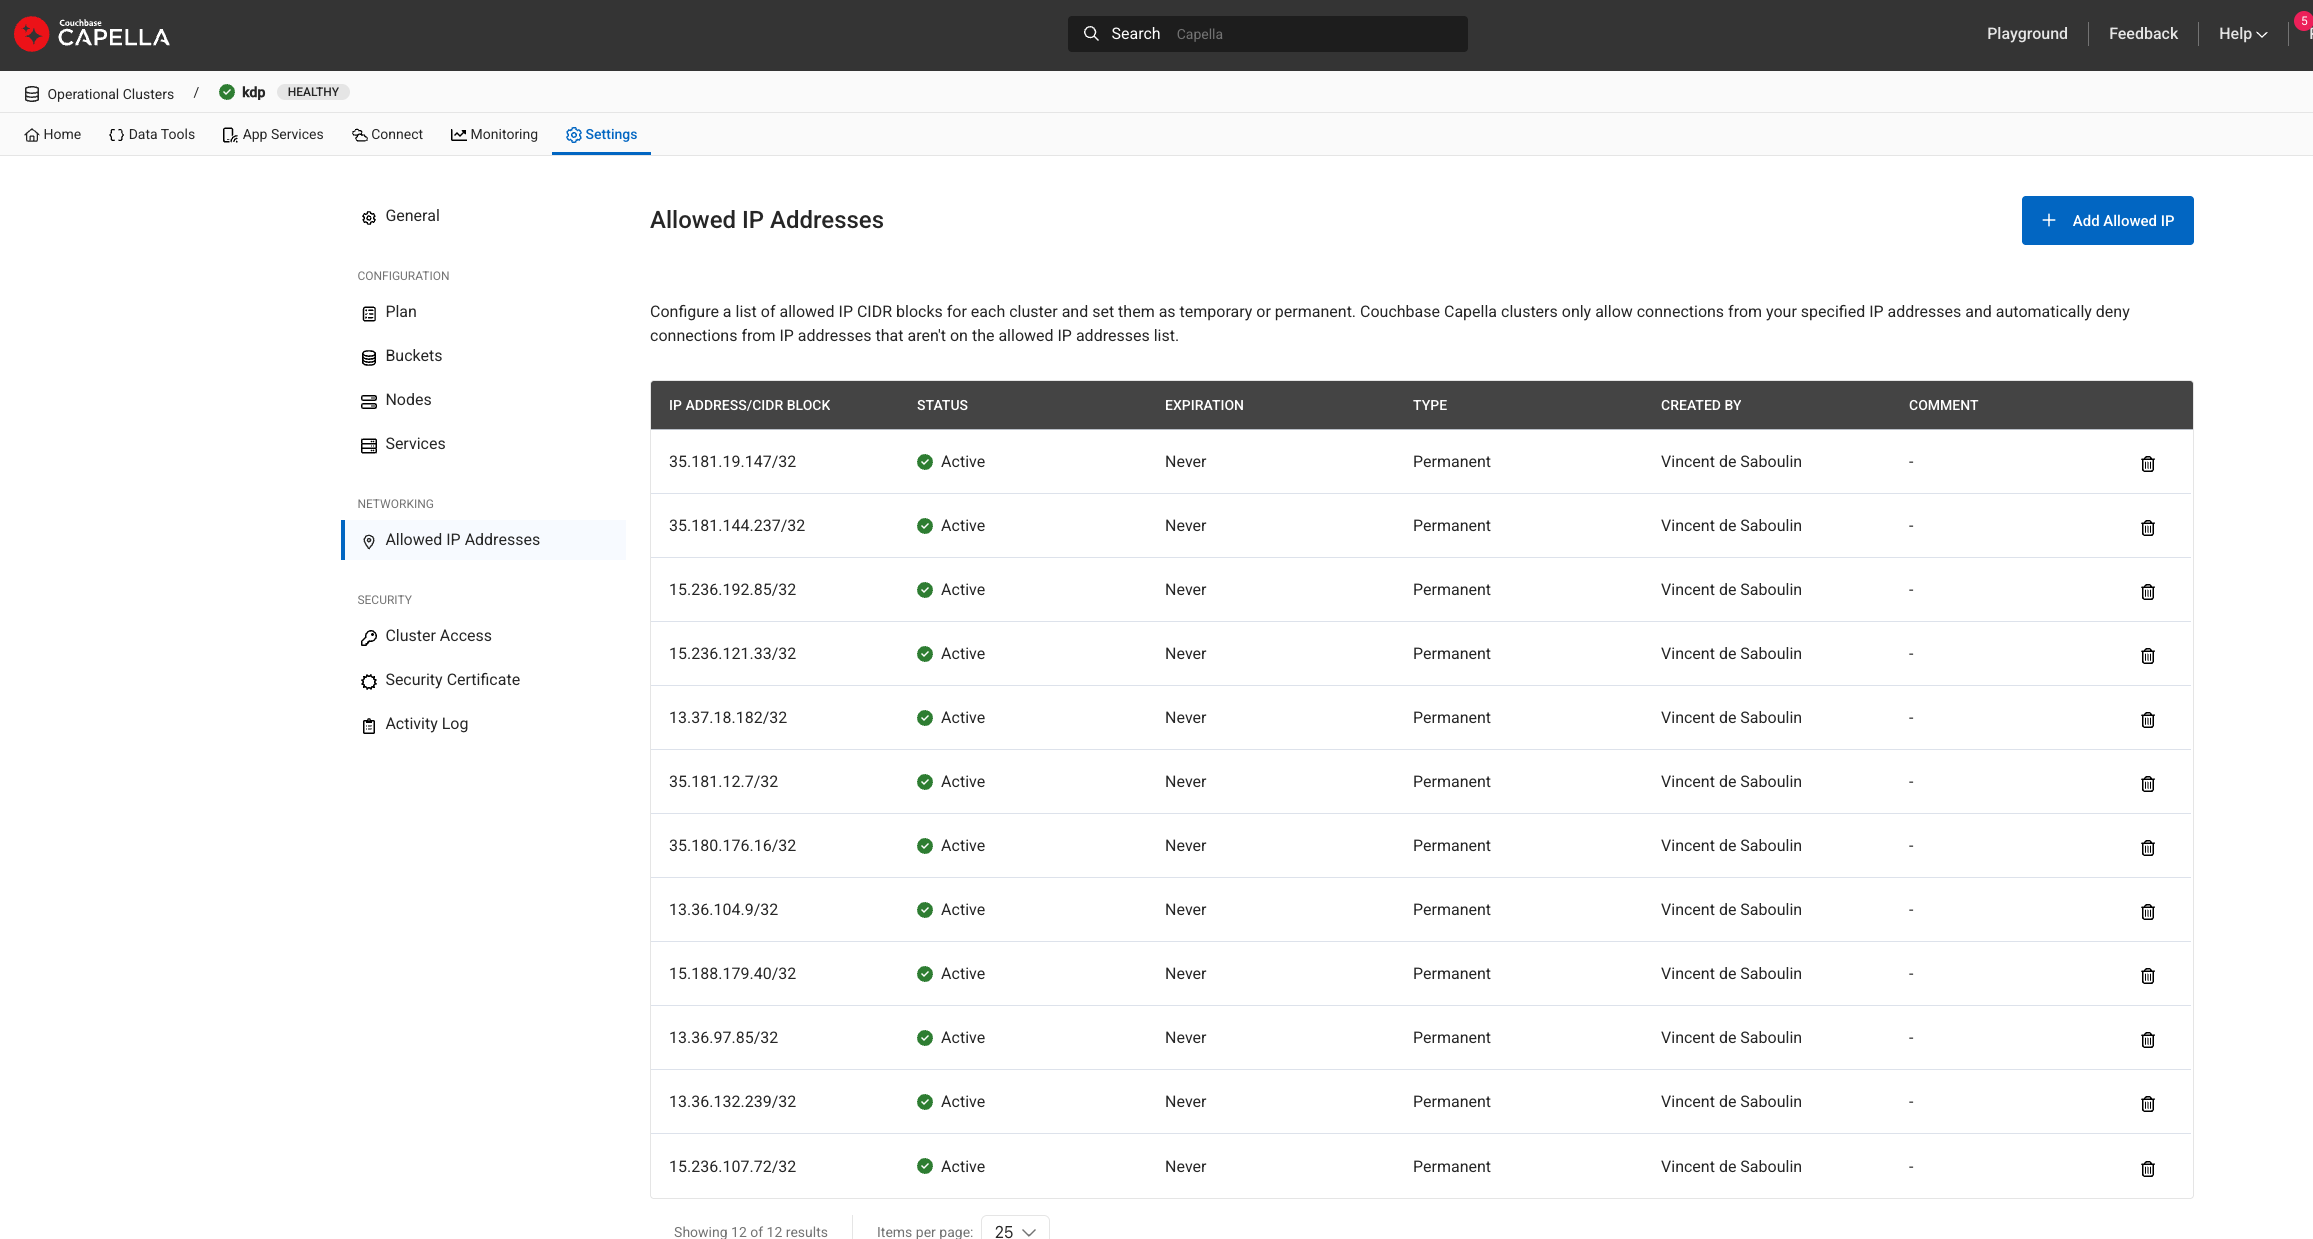 Couchbase
CAPELLA
Search Capella
Playground
Feedback
Help
5
Operational Clusters / kdp HEALTHY
Home
Data Tools
App Services
Connect
Monitoring
Settings
General
CONFIGURATION
Plan
Buckets
Nodes
Services
NETWORKING
Allowed IP Addresses
SECURITY
Cluster Access
Security Certificate
Activity Log
Allowed IP Addresses
+ Add Allowed IP
Configure a list of allowed IP CIDR blocks for each cluster and set them as temporary or permanent. Couchbase Capella clusters only allow connections from your specified IP addresses and automatically deny
connections from IP addresses that aren't on the allowed IP addresses list.
IP ADDRESS/CIDR BLOCK STATUS EXPIRATION TYPE CREATED BY COMMENT
35.181.19.147/32 Active Never Permanent Vincent de Saboulin -
35.181.144.237/32 Active Never Permanent Vincent de Saboulin -
15.236.192.85/32 Active Never Permanent Vincent de Saboulin -
15.236.121.33/32 Active Never Permanent Vincent de Saboulin -
13.37.18.182/32 Active Never Permanent Vincent de Saboulin -
35.181.12.7/32 Active Never Permanent Vincent de Saboulin -
35.180.176.16/32 Active Never Permanent Vincent de Saboulin -
13.36.104.9/32 Active Never Permanent Vincent de Saboulin -
15.188.179.40/32 Active Never Permanent Vincent de Saboulin -
13.36.97.85/32 Active Never Permanent Vincent de Saboulin -
13.36.132.239/32 Active Never Permanent Vincent de Saboulin -
15.236.107.72/32 Active Never Permanent Vincent de Saboulin -
Showing 12 of 12 results
Items per page: 25